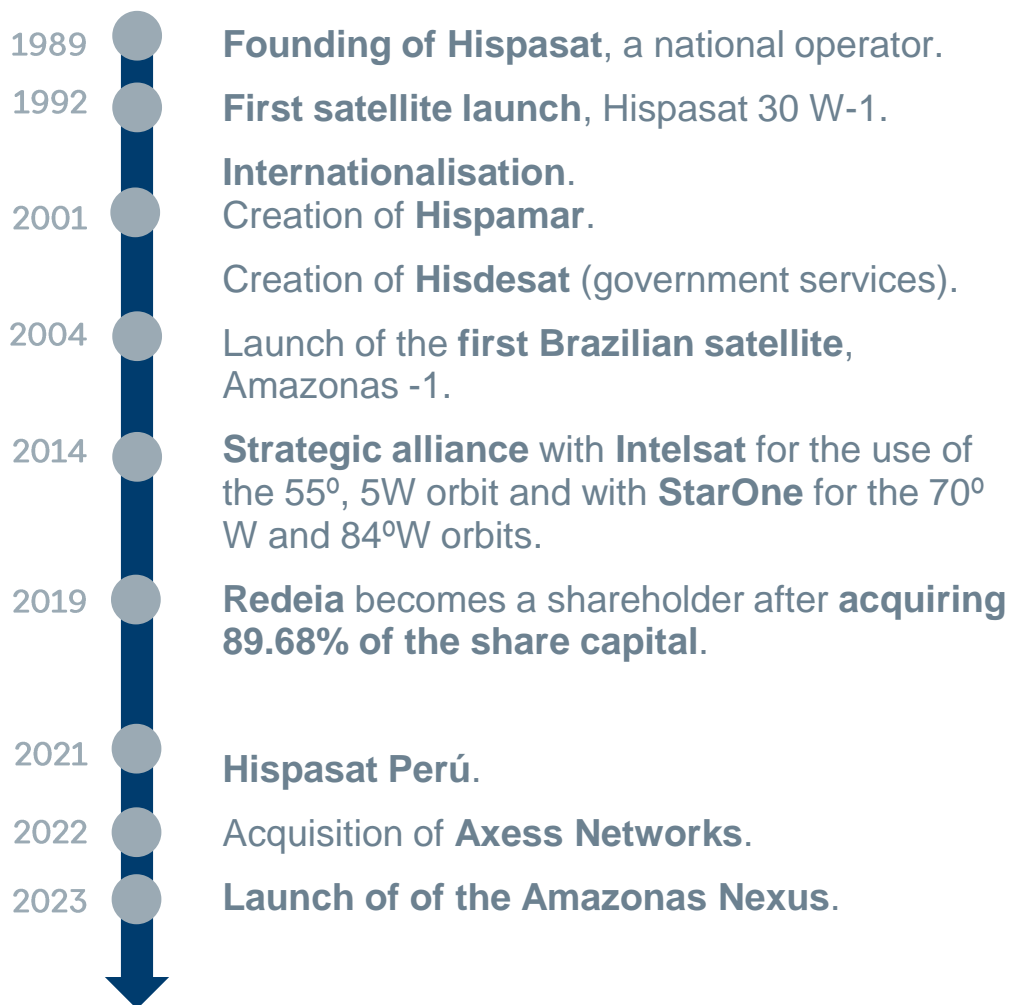 1989
Founding of Hispasat, a national operator.
1992
First satellite launch, Hispasat 30 W-1.
Internationalisation.
2001
Creation of Hispamar.
Creation of Hisdesat (government services).
2004
Launch of the first Brazilian satellite,
Amazonas -1.
2014
Strategic alliance with Intelsat for the use of
the 55º, 5W orbit and with StarOne for the 70º
W and 84ºW orbits.
2019
Redeia becomes a shareholder after acquiring
89.68% of the share capital.
2021
Hispasat Perú.
2022
Acquisition of Axess Networks.
2023
Launch of of the Amazonas Nexus.